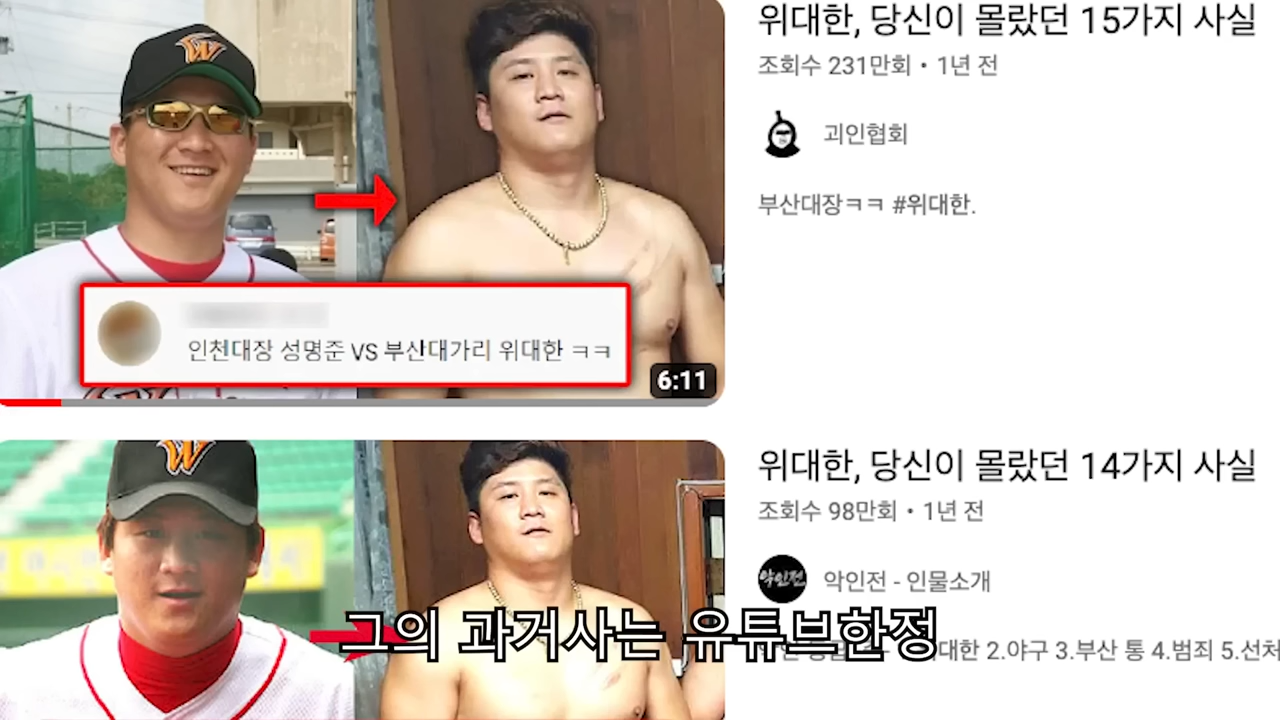 위대한, 당신이 몰랐던 15가지 사실
조회수 231만회 • 1년 전
괴인협회
부산대장ㅋㅋ #위대한.
W
인천대장 성명준 VS 부산대가리 위대한 ㅋㅋ
6:11
위대한, 당신이 몰랐던 14가지 사실
조회수 98만회 • 1년 전
악인전
악인전 - 인물소개
대한 2.야구 3.부산 통 4.범죄 5.선처
W
그의 과거사는 유튜브한정